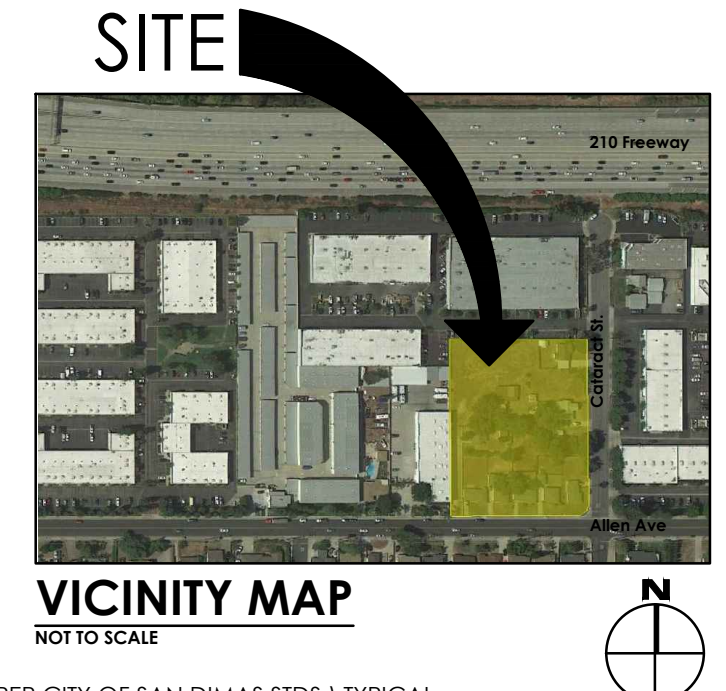 SITE
210 Freeway
Cataract St.
Allen Ave
VICINITY MAP
NOT TO SCALE
N
PER CITY OF SAN DIMAS STDS.) TYPICAL